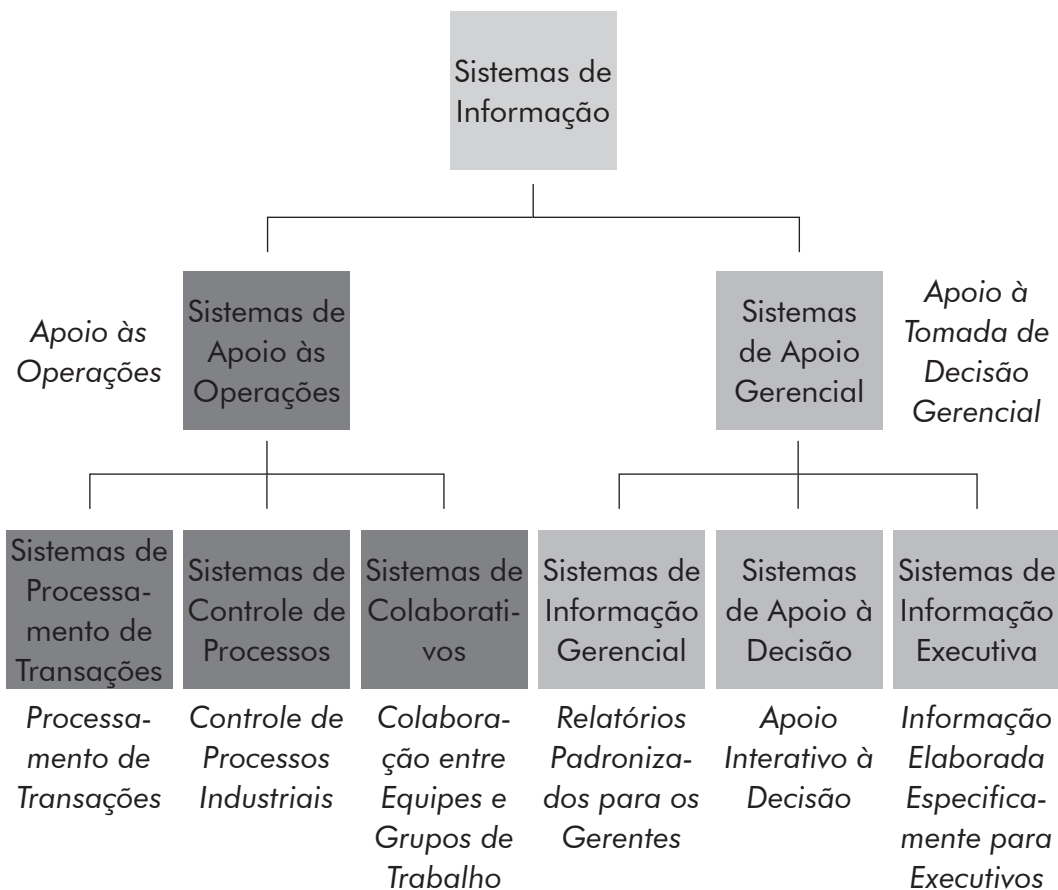 Sistemas de
Informação
Apoio às
Operações
Sistemas de
Apoio às
Operações
Sistemas
de Apoio
Gerencial
Apoio à
Tomada de
Decisão
Gerencial
Sistemas de
Processa-
mento de
Transações
Sistemas de
Controle de
Processos
Sistemas de
Colaborati-
vos
Sistemas de
Informação
Gerencial
Sistemas
de Apoio à
Decisão
Sistemas de
Informação
Executiva
Processa-
mento de
Transações
Controle de
Processos
Industriais
Colabora-
ção entre
Equipes e
Grupos de
Trabalho
Relatórios
Padroniza-
dos para os
Gerentes
Apoio
Interativo à
Decisão
Informação
Elaborada
Especifica-
mente para
Executivos